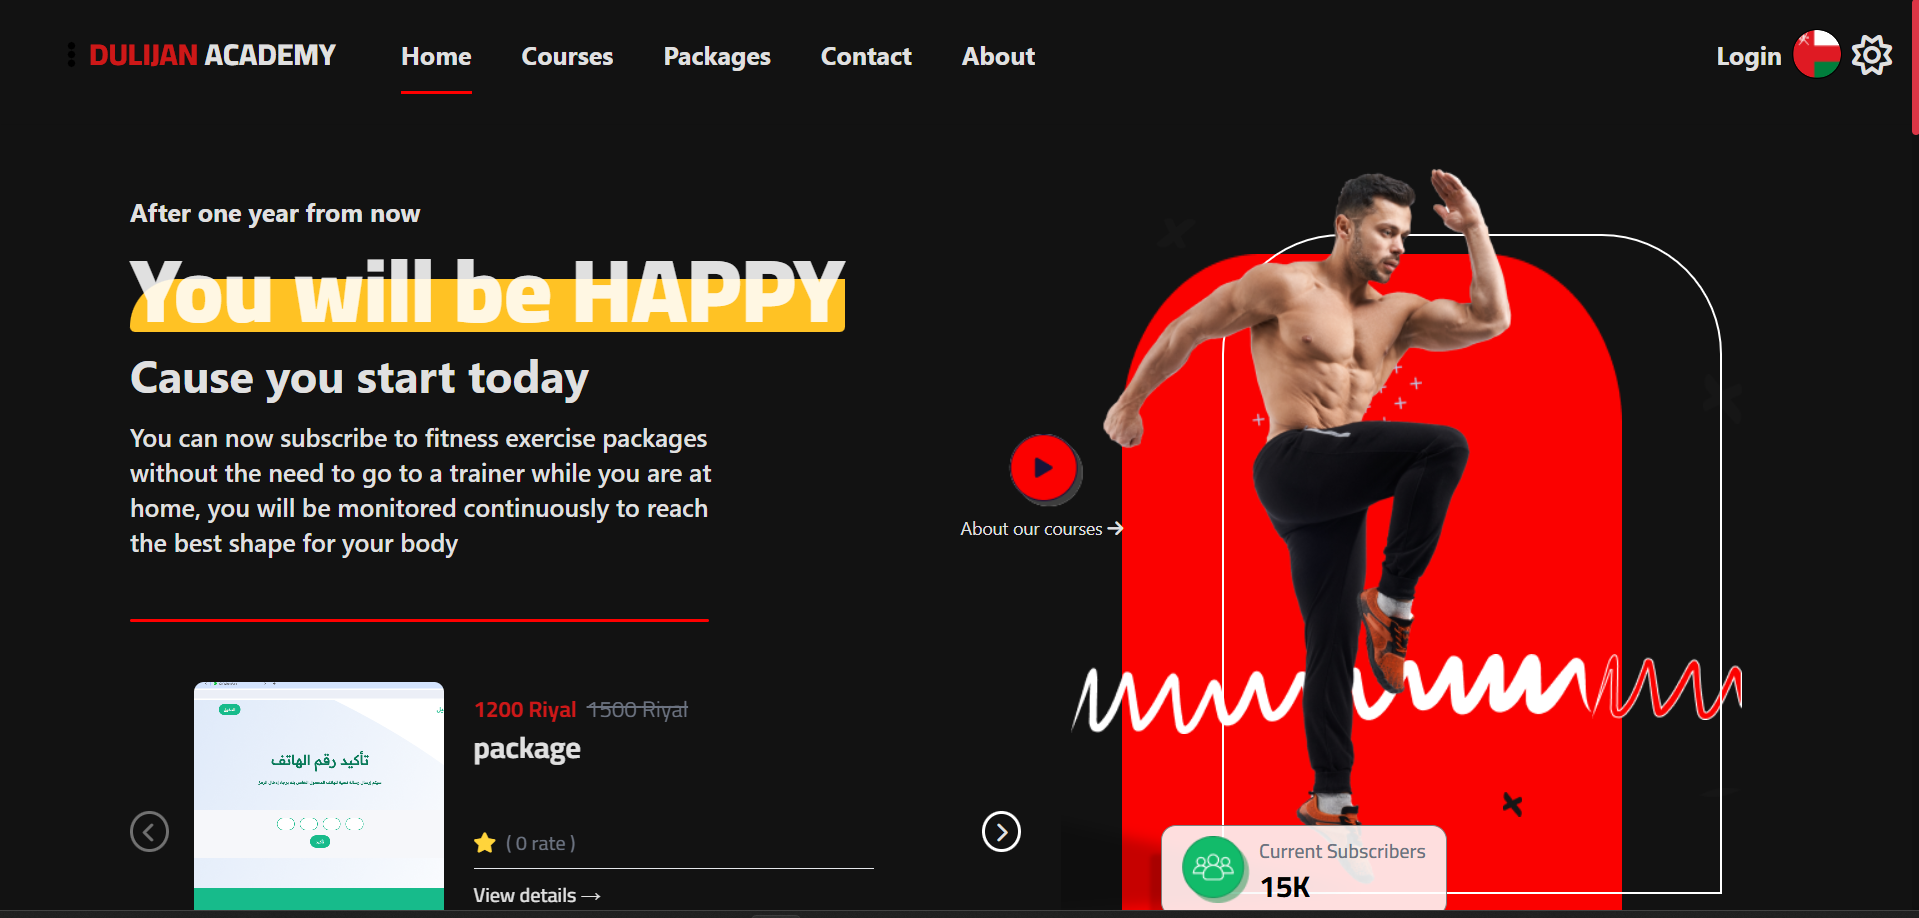 DULIJAN ACADEMY
Home
Courses
Packages
Contact
About
Login
After one year from now
You will be HAPPY
Cause you start today
You can now subscribe to fitness exercise packages
without the need to go to a trainer while you are at
home, you will be monitored continuously to reach
the best shape for your body
About our courses →
تأكيد رقم الهاتف
1200 Riyal 1500 Riyal
package
( 0 rate )
View details →
Current Subscribers
15K